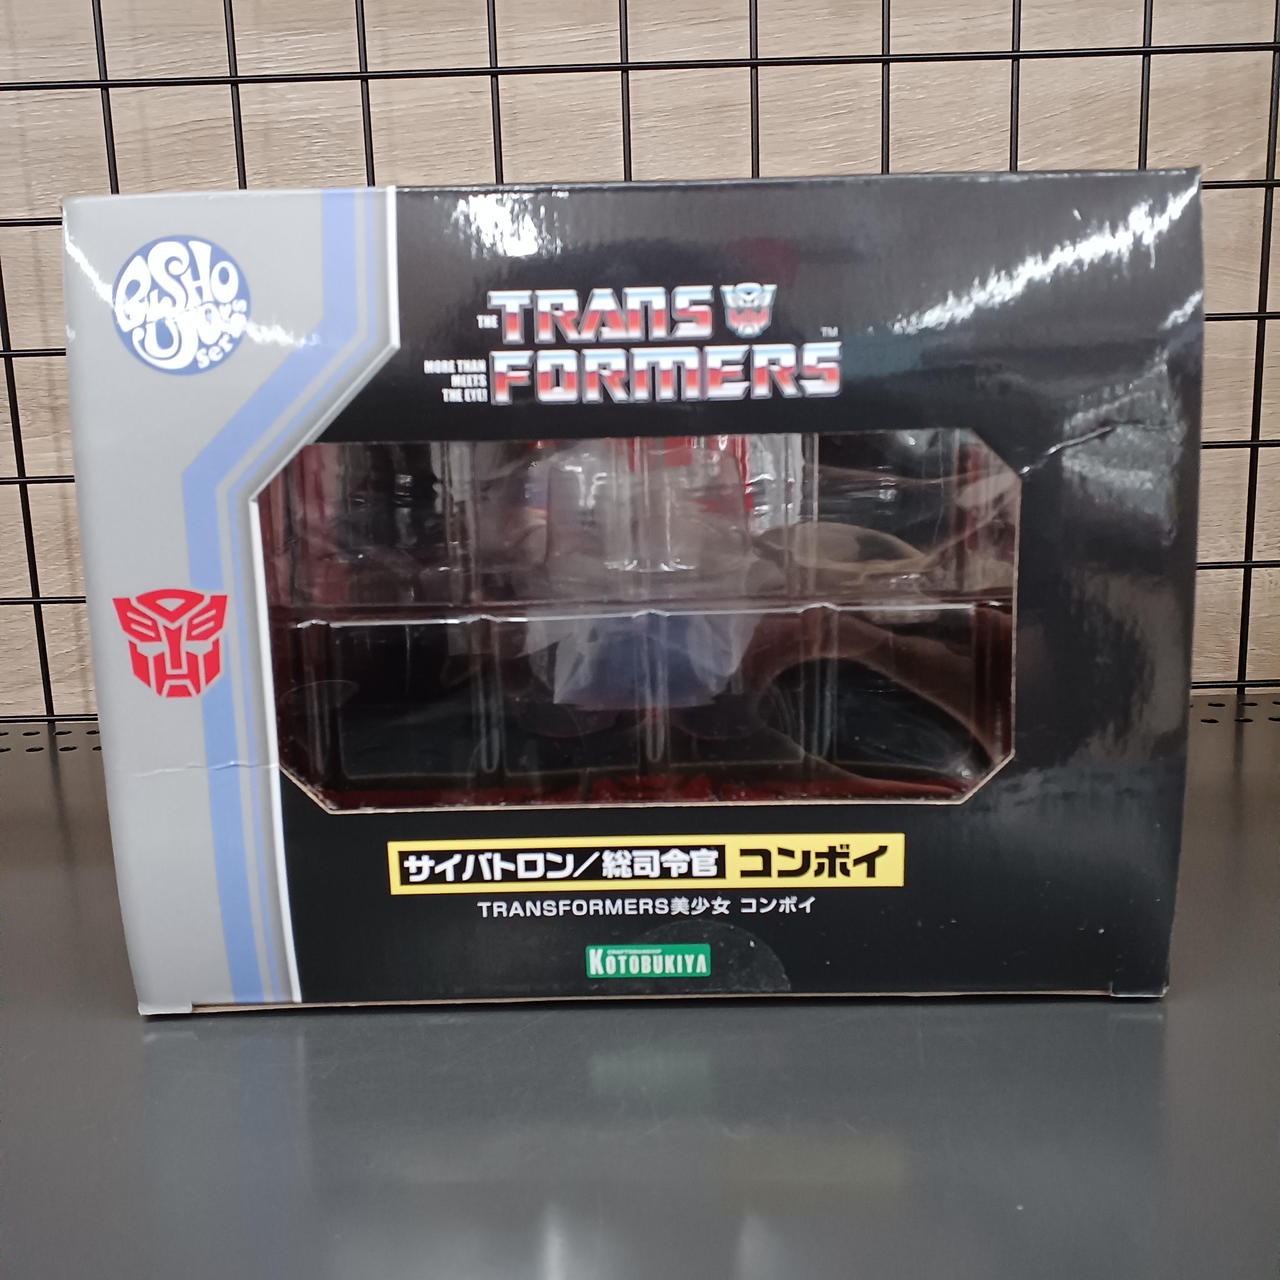 BISHOUJO
Series
THE TRANS
FORMERS™
MORE THAN
MEETS
THE EYE!
サイバトロン/総司令官 コンボイ
TRANSFORMERS美少女 コンボイ
KOTOBUKIYA